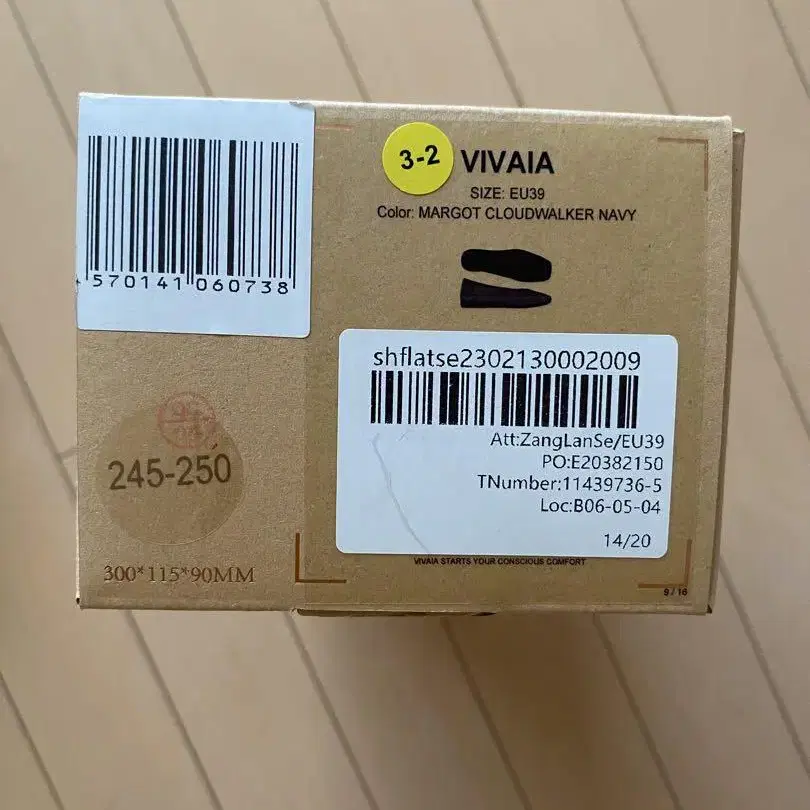 570141 060738
3-2
VIVAIA
SIZE: EU39
Color: MARGOT CLOUDWALKER NAVY
shflatse2302130002009
Att:ZangLanSe/EU39
PO:E20382150
TNumber:11439736-5
Loc:B06-05-04
14/20
VIVAIA STARTS YOUR CONSCIOUS COMFORT
9 / 16
245-250
300*115*90MM